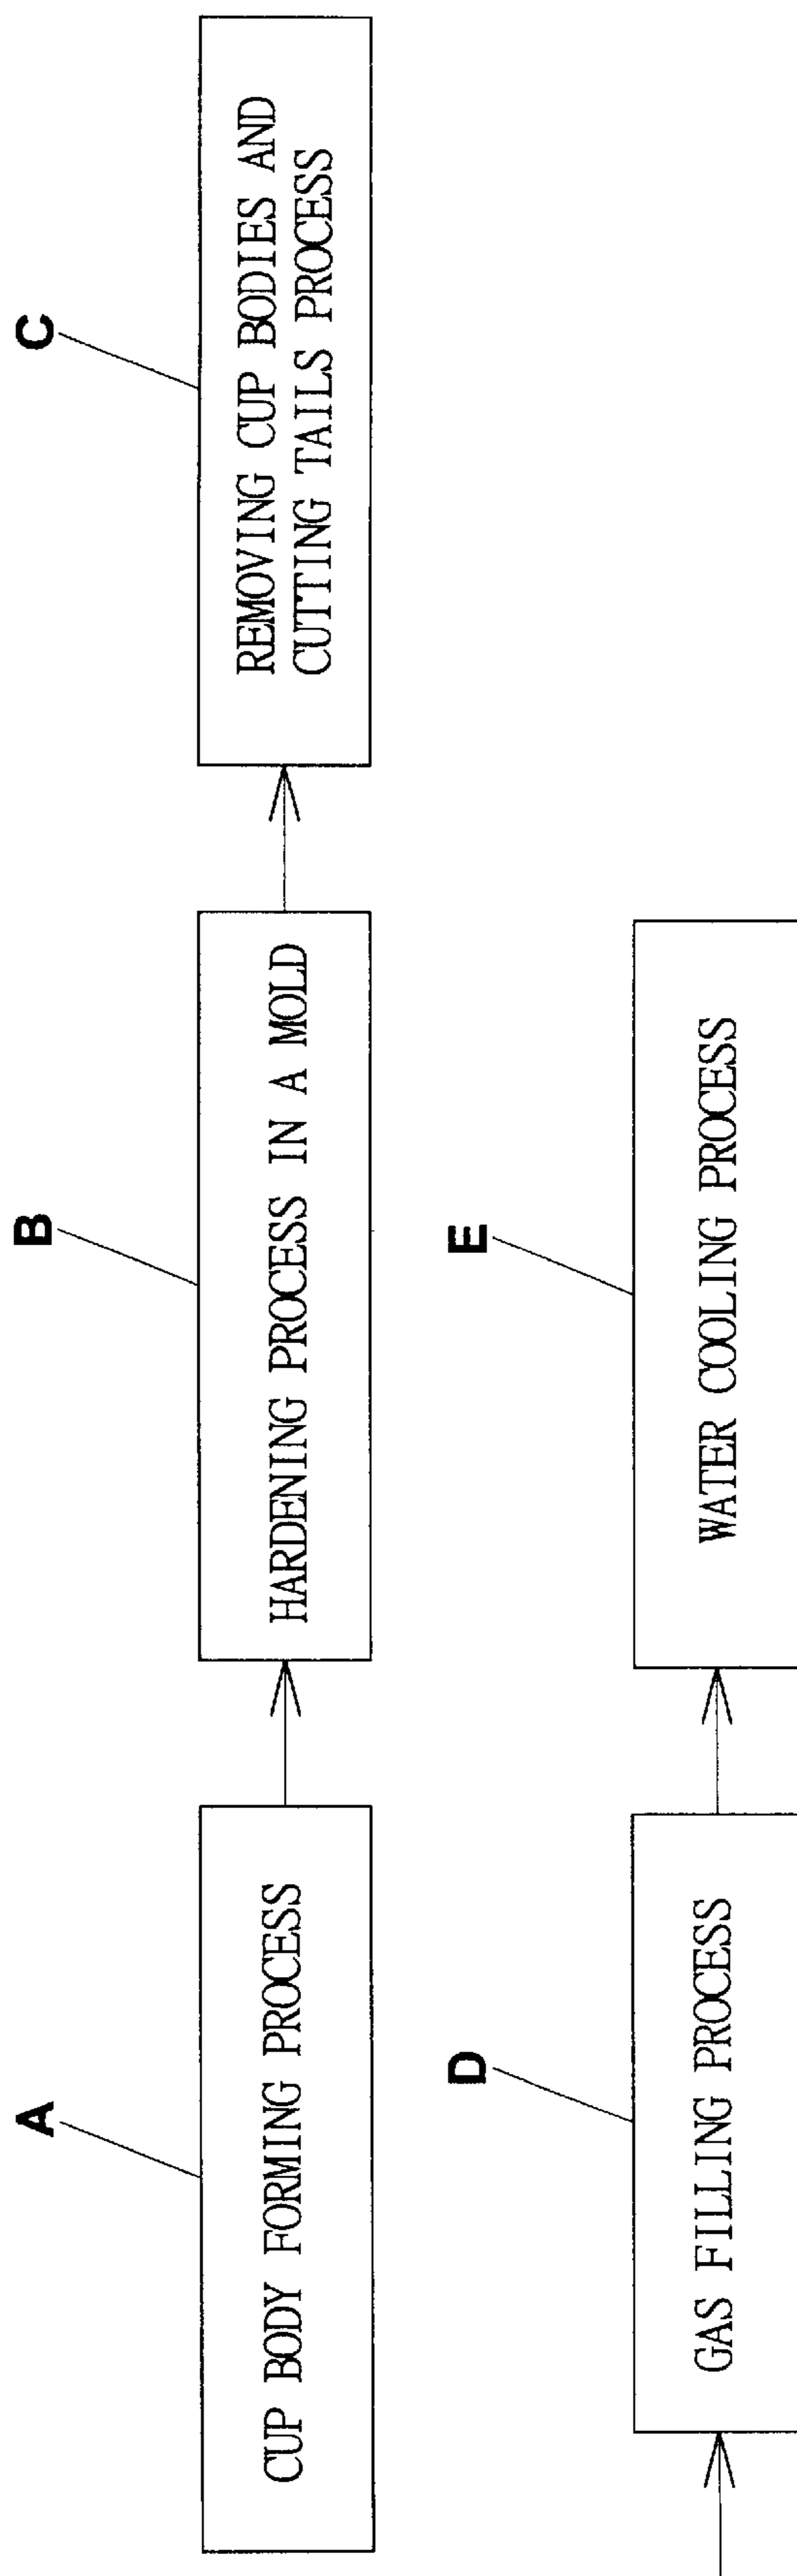 A
CUP BODY FORMING PROCESS
B
HARDENING PROCESS IN A MOLD
C
REMOVING CUP BODIES AND
CUTTING TAILS PROCESS
D
GAS FILLING PROCESS
E
WATER COOLING PROCESS